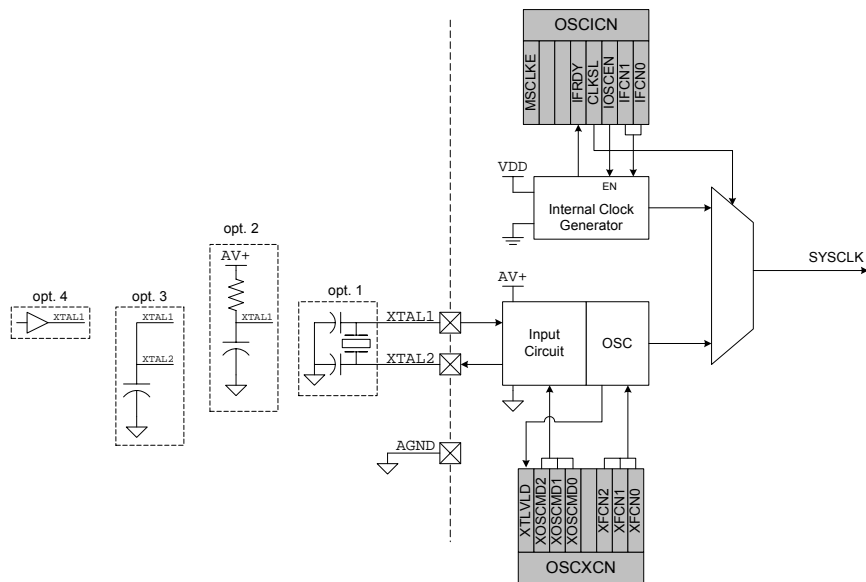 OSCICN
MSCLKE
IFRDY
CLKSL
IOSCEN
IFCN1
IFCN0
VDD
EN
Internal Clock
Generator
SYSCLK
opt. 4
XTAL1
opt. 3
XTAL1
XTAL2
opt. 2
AV+
XTAL1
opt. 1
XTAL1
XTAL2
AV+
Input
Circuit
OSC
AGND
XTLVLD
XOSCMD2
XOSCMD1
XOSCMD0
XFCN2
XFCN1
XFCN0
OSCXCN